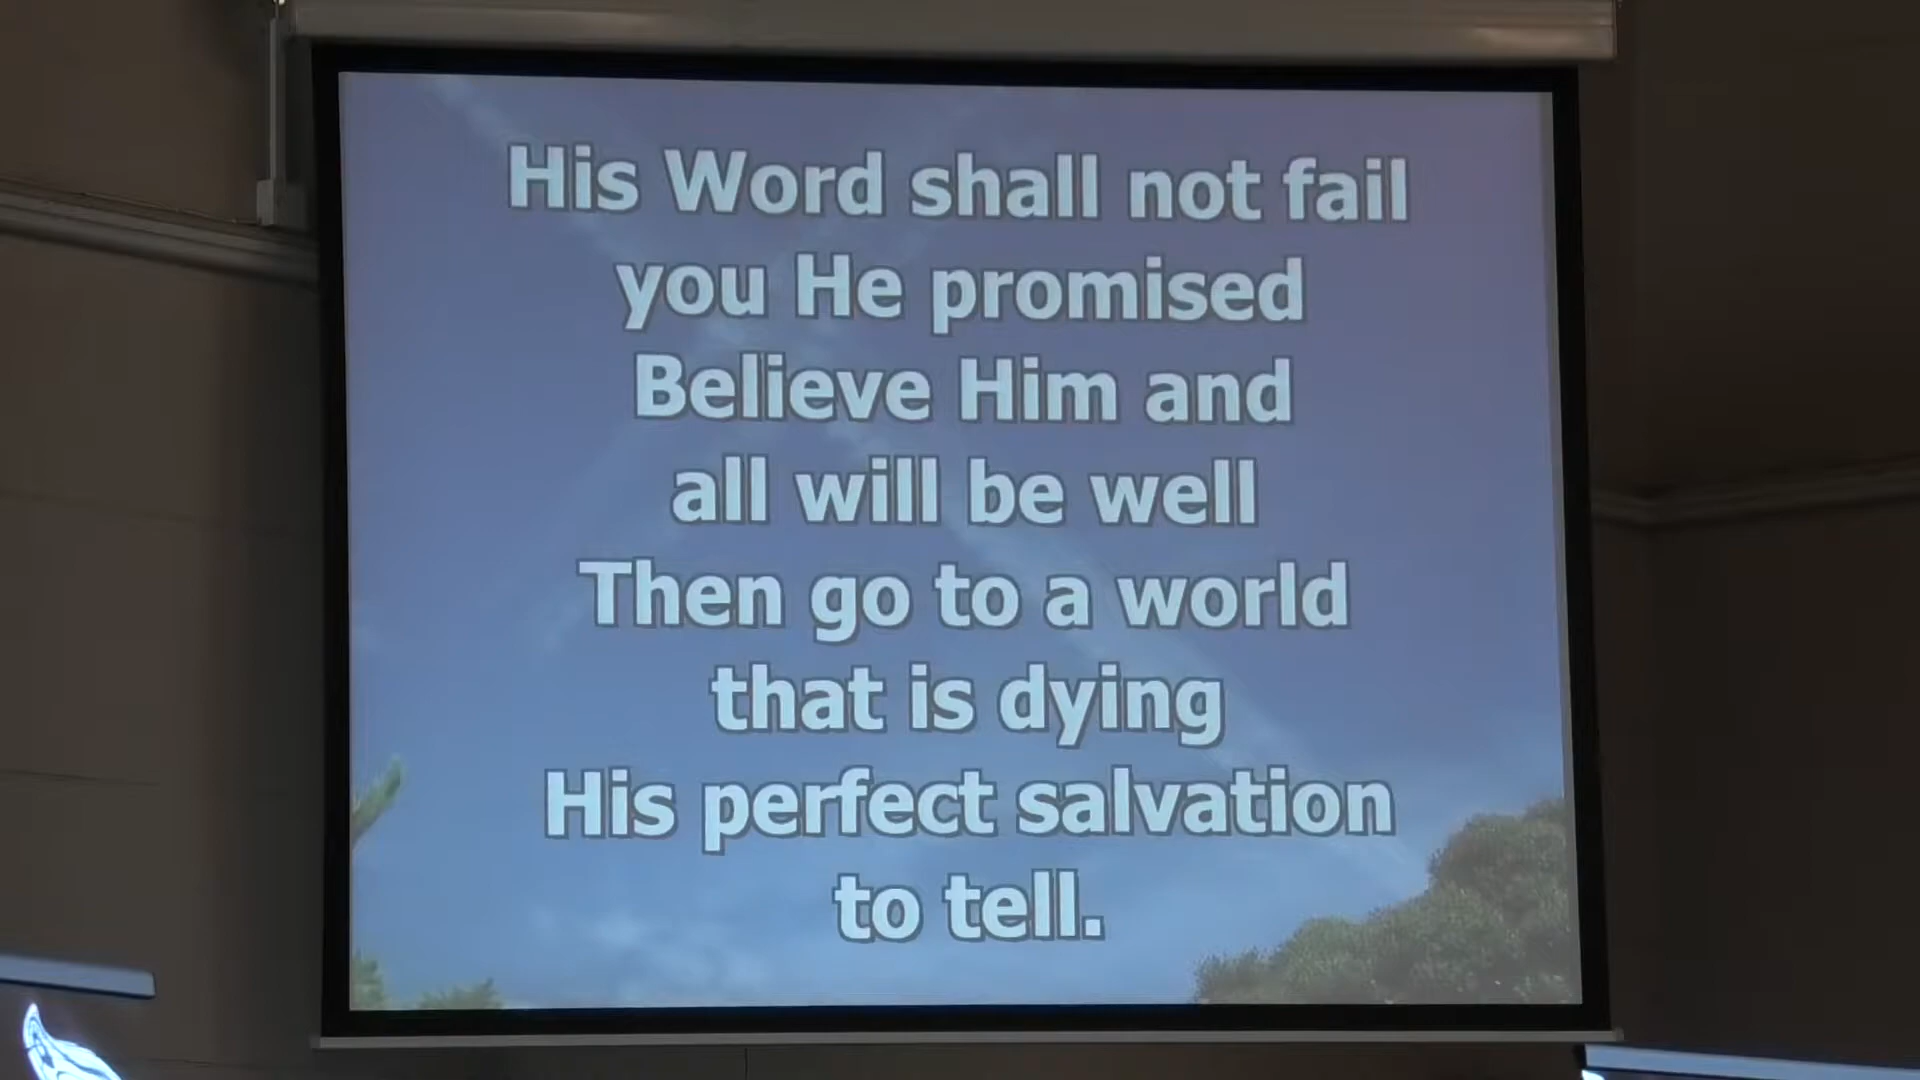 His Word shall not fail
you He promised
Believe Him and
all will be well
Then go to a world
that is dying
His perfect salvation
to tell.